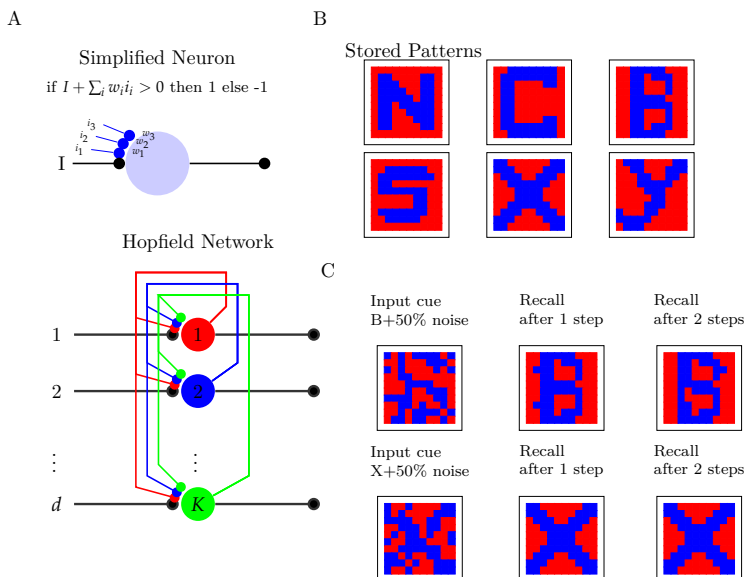 A
Simplified Neuron
if I + ∑ᵢ wᵢiᵢ > 0 then 1 else -1
i₃
i₂
i₁
w₃
w₂
w₁
I
Hopfield Network
1
1
2
2
⋮
⋮
d
K
B
Stored Patterns
N
C
B
S
X
y
C
Input cue
B+50% noise
Recall
after 1 step
Recall
after 2 steps
B
B
Input cue
X+50% noise
Recall
after 1 step
Recall
after 2 steps
X
X